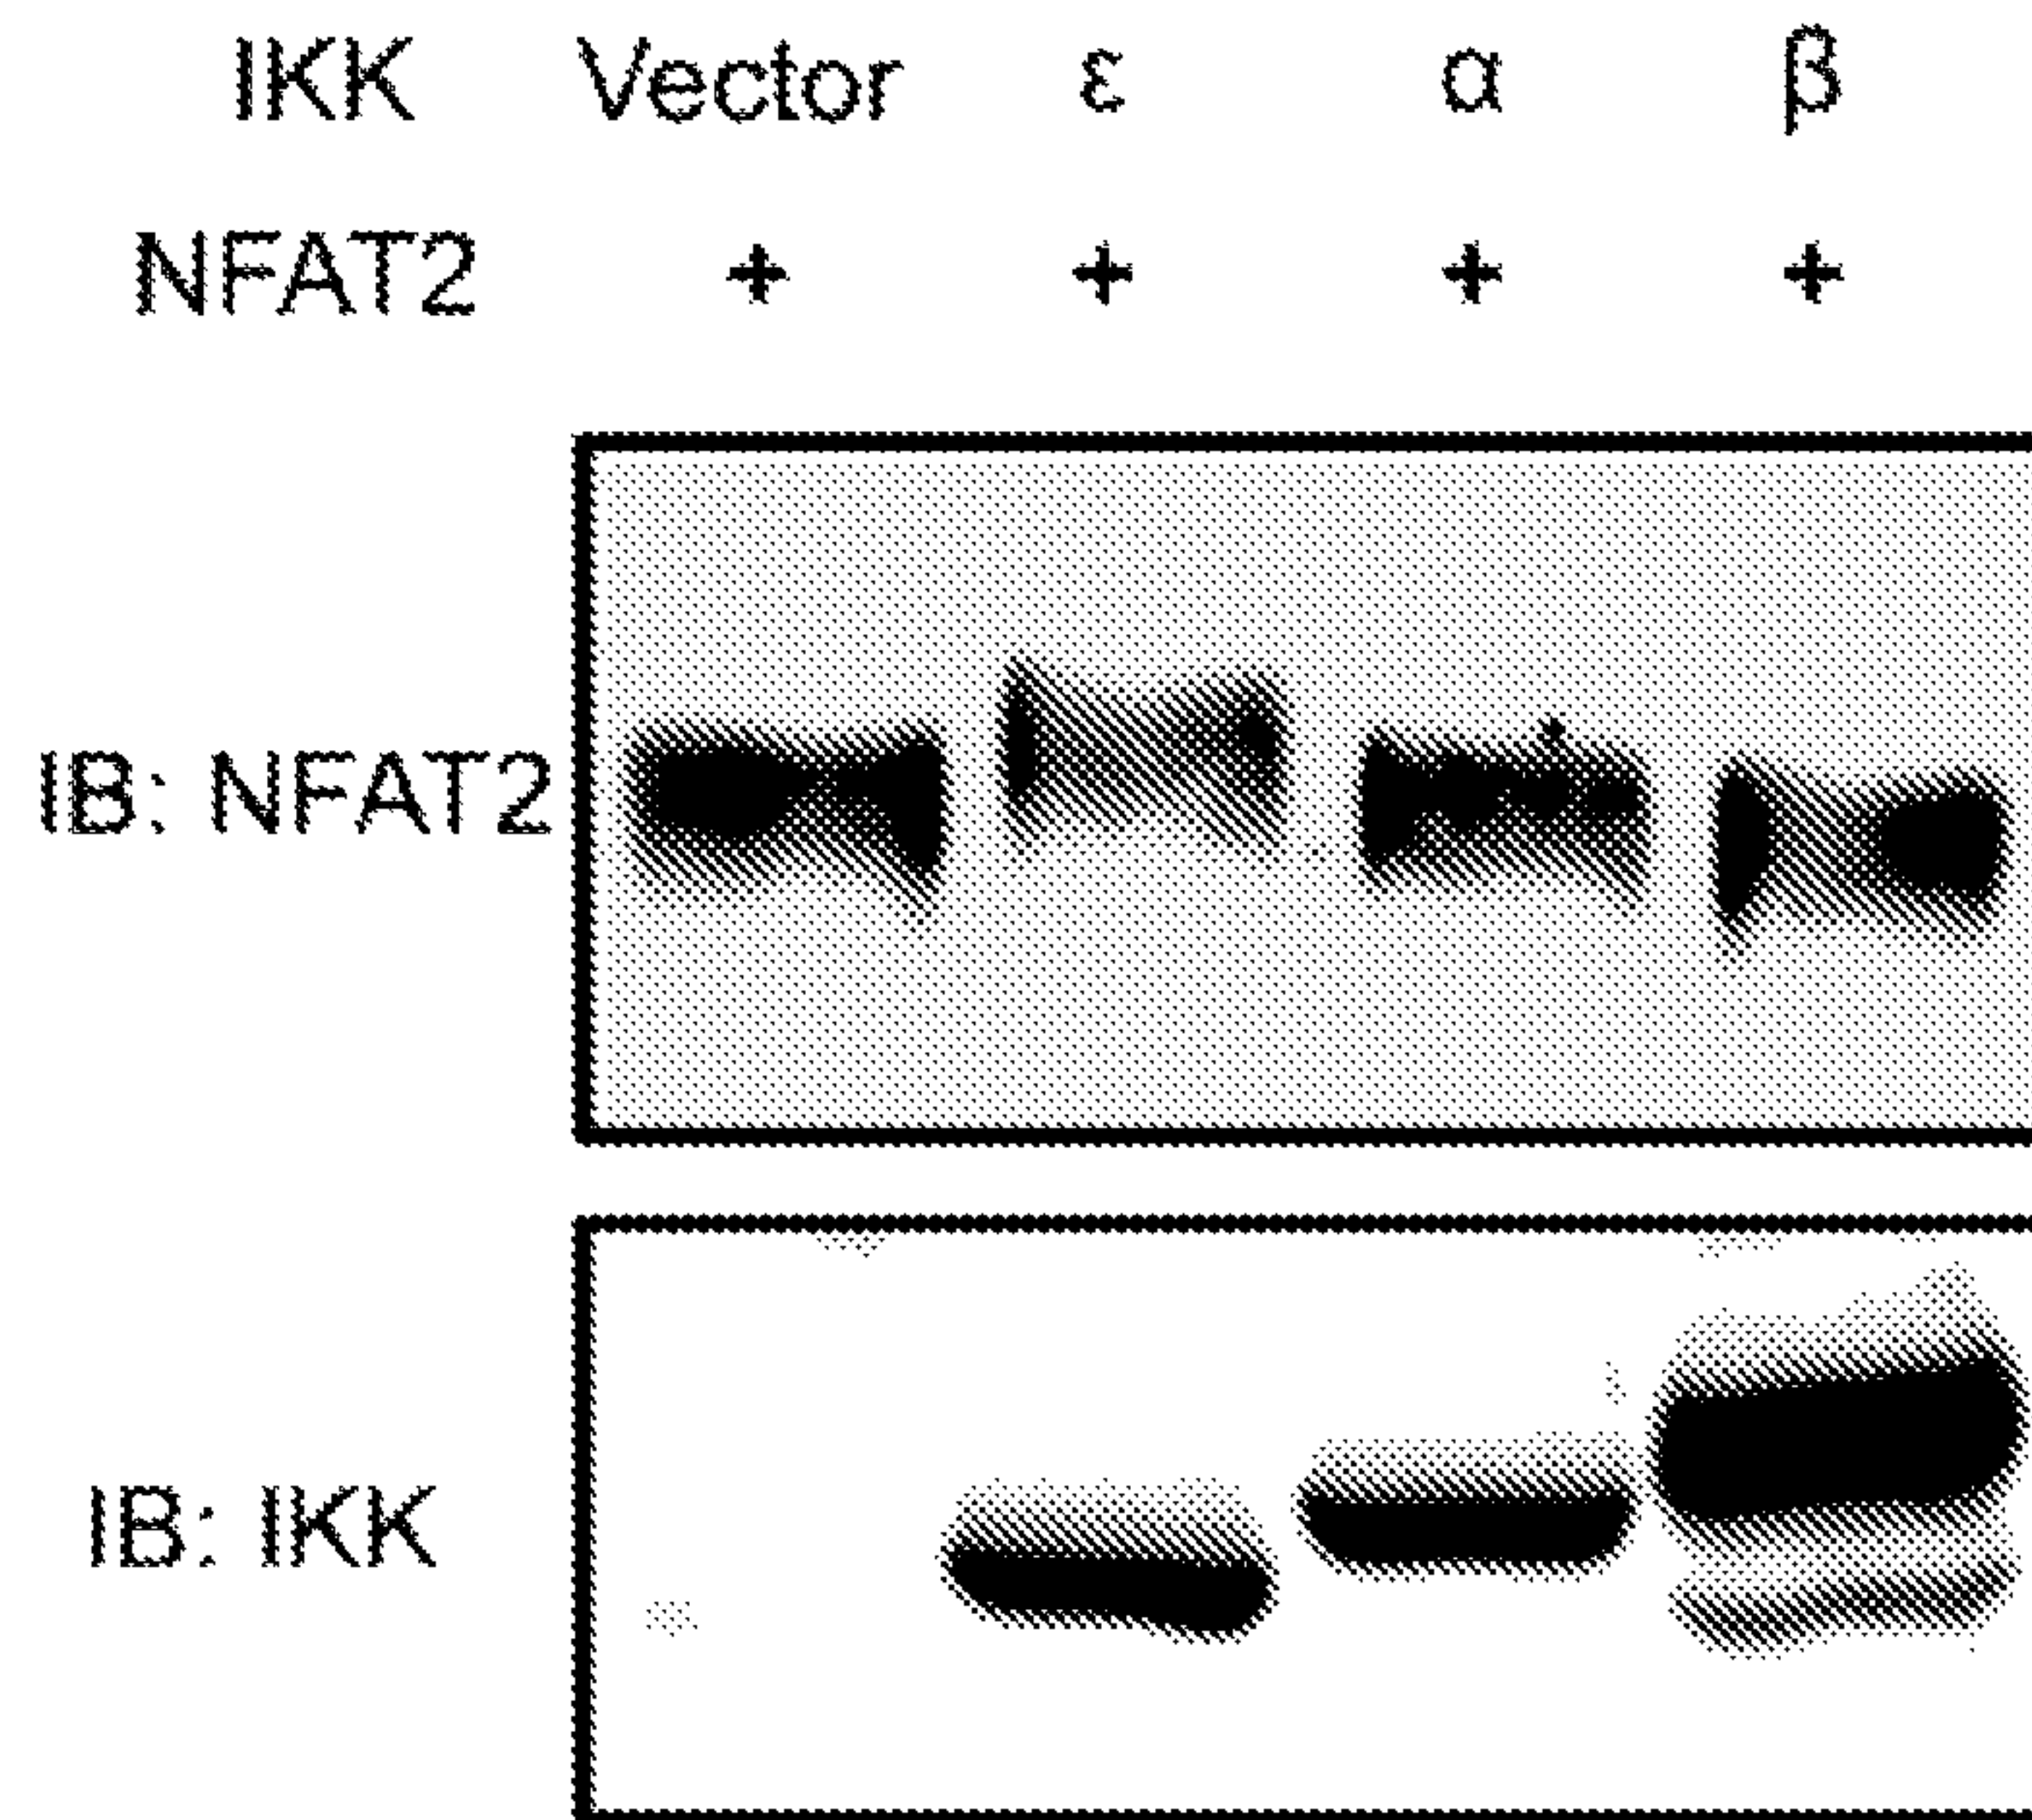 IKK Vector ε α β
NFAT2 + + + +
IB: NFAT2
IB: IKK